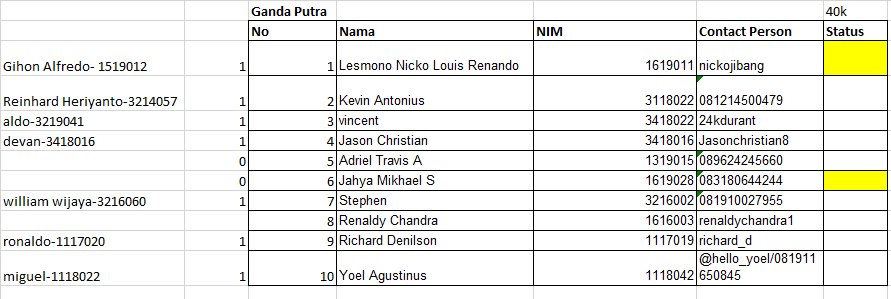 Ganda Putra 40k
No Nama NIM Contact Person Status
Gihon Alfredo- 1519012 1 1 Lesmono Nicko Louis Renando 1619011 nickojibang
Reinhard Heriyanto-3214057 1 2 Kevin Antonius 3118022 081214500479
aldo-3219041 1 3 vincent 3418022 24kdurant
devan-3418016 1 4 Jason Christian 3418016 Jasonchristian8
0 5 Adriel Travis A 1319015 089624245660
0 6 Jahya Mikhael S 1619028 083180644244
william wijaya-3216060 1 7 Stephen 3216002 081910027955
8 Renaldy Chandra 1616003 renaldychandra1
ronaldo-1117020 1 9 Richard Denilson 1117019 richard_d
@hello_yoel/081911
miguel-1118022 1 10 Yoel Agustinus 1118042 650845